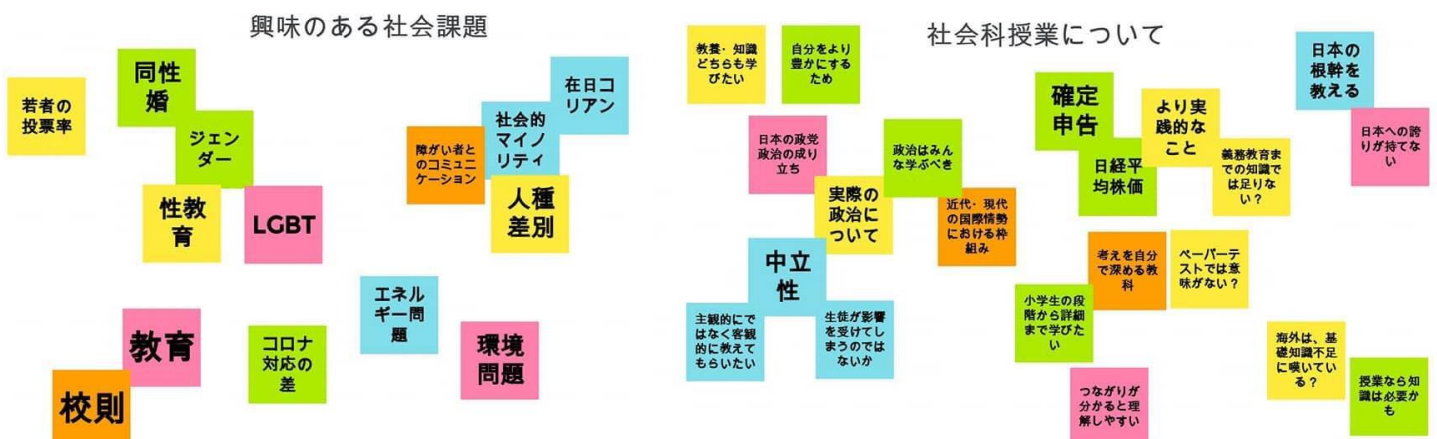 興味のある社会課題
若者の
投票率
同性
婚
ジェン
ダー
性教
育
LGBT
在日コ
リアン
社会的
マイノ
リティ
障がい者と
のコミュニ
ケーション
人種
差別
エネル
ギー問
題
環境
問題
教育
校則
コロナ
対応の
差
社会科授業について
教養・知識
どちらも学
びたい
自分をより
豊かにする
ため
日本の政党
政治の成り
立ち
政治はみん
な学ぶべき
実際の
政治に
ついて
近代・現代
の国際情勢
における枠
組み
中立
性
主観的にで
はなく客観
的に教えて
もらいたい
生徒が影響
を受けてし
まうのでは
ないか
確定
申告
より実
践的な
こと
日経平
均株価
義務教育ま
での知識で
は足りな
い？
日本の
根幹を
教える
日本への誇
りが持てな
い
考えを自分
で深める教
科
ペーパーテ
ストでは意
味がない？
小学生の段
階から詳細
まで学びた
い
つながりが
分かると理
解しやすい
海外は、基
礎知識不足
に嘆いてい
る？
授業なら知
識は必要か
も